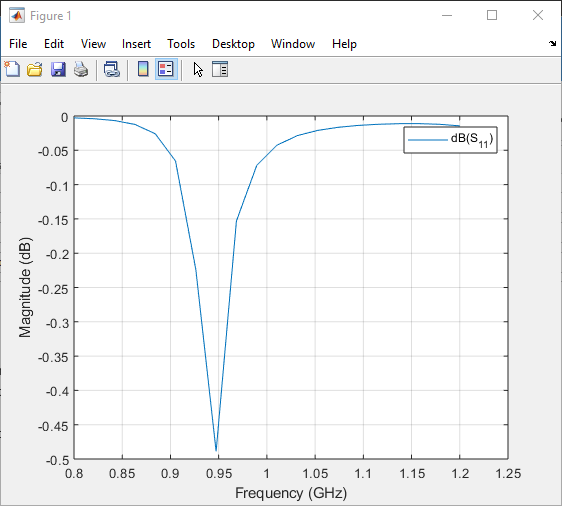 Figure 1
File Edit View Insert Tools Desktop Window Help
dB(S11)
0
-0.05
-0.1
-0.15
-0.2
-0.25
-0.3
-0.35
-0.4
-0.45
-0.5
Magnitude (dB)
0.8 0.85 0.9 0.95 1 1.05 1.1 1.15 1.2 1.25
Frequency (GHz)